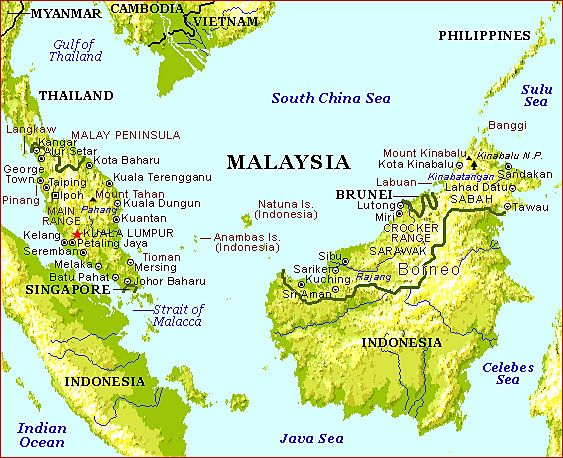 MYANMAR
CAMBODIA
VIETNAM
PHILIPPINES
Gulf of
Thailand
THAILAND
South China Sea
Sulu
Sea
Langkaw
MALAY PENINSULA
Kangar
Alur Setar
Kota Baharu
George
Town
Taiping
Kuala Terengganu
Ipoh
Mount Tahan
Pinang
Kuala Dungun
MAIN
RANGE
Pahang
Kuantan
Kelang
KUALA LUMPUR
Petaling Jaya
Seremban
Tioman
Melaka
Mersing
Batu Pahat
Johor Baharu
SINGAPORE
Strait of
Malacca
MALAYSIA
Natuna Is.
(Indonesia)
Anambas Is.
(Indonesia)
Banggi
Mount Kinabalu
Kinabalu N.P.
Kota Kinabalu
Kinabatangan
Sandakan
Labuan
Lahad Datu
BRUNEI
SABAH
Lutong
Tawau
Miri
CROCKER
RANGE
SARAWAK
Sibu
Borneo
Sarikei
Rajang
Kuching
Sri Aman
INDONESIA
INDONESIA
Celebes
Sea
Indian
Ocean
Java Sea